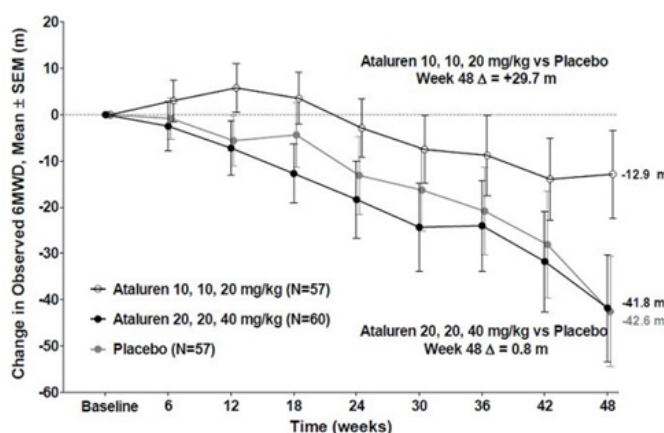 Change in Observed 6MWD, Mean ± SEM (m)
20
10
0
-10
-20
-30
-40
-50
-60
Ataluren 10, 10, 20 mg/kg vs Placebo
Week 48 Δ = +29.7 m
-12.9 m
-41.8 m
-42.6 m
Ataluren 10, 10, 20 mg/kg (N=57)
Ataluren 20, 20, 40 mg/kg (N=60)
Placebo (N=57)
Ataluren 20, 20, 40 mg/kg vs Placebo
Week 48 Δ = 0.8 m
Baseline 6 12 18 24 30 36 42 48
Time (weeks)